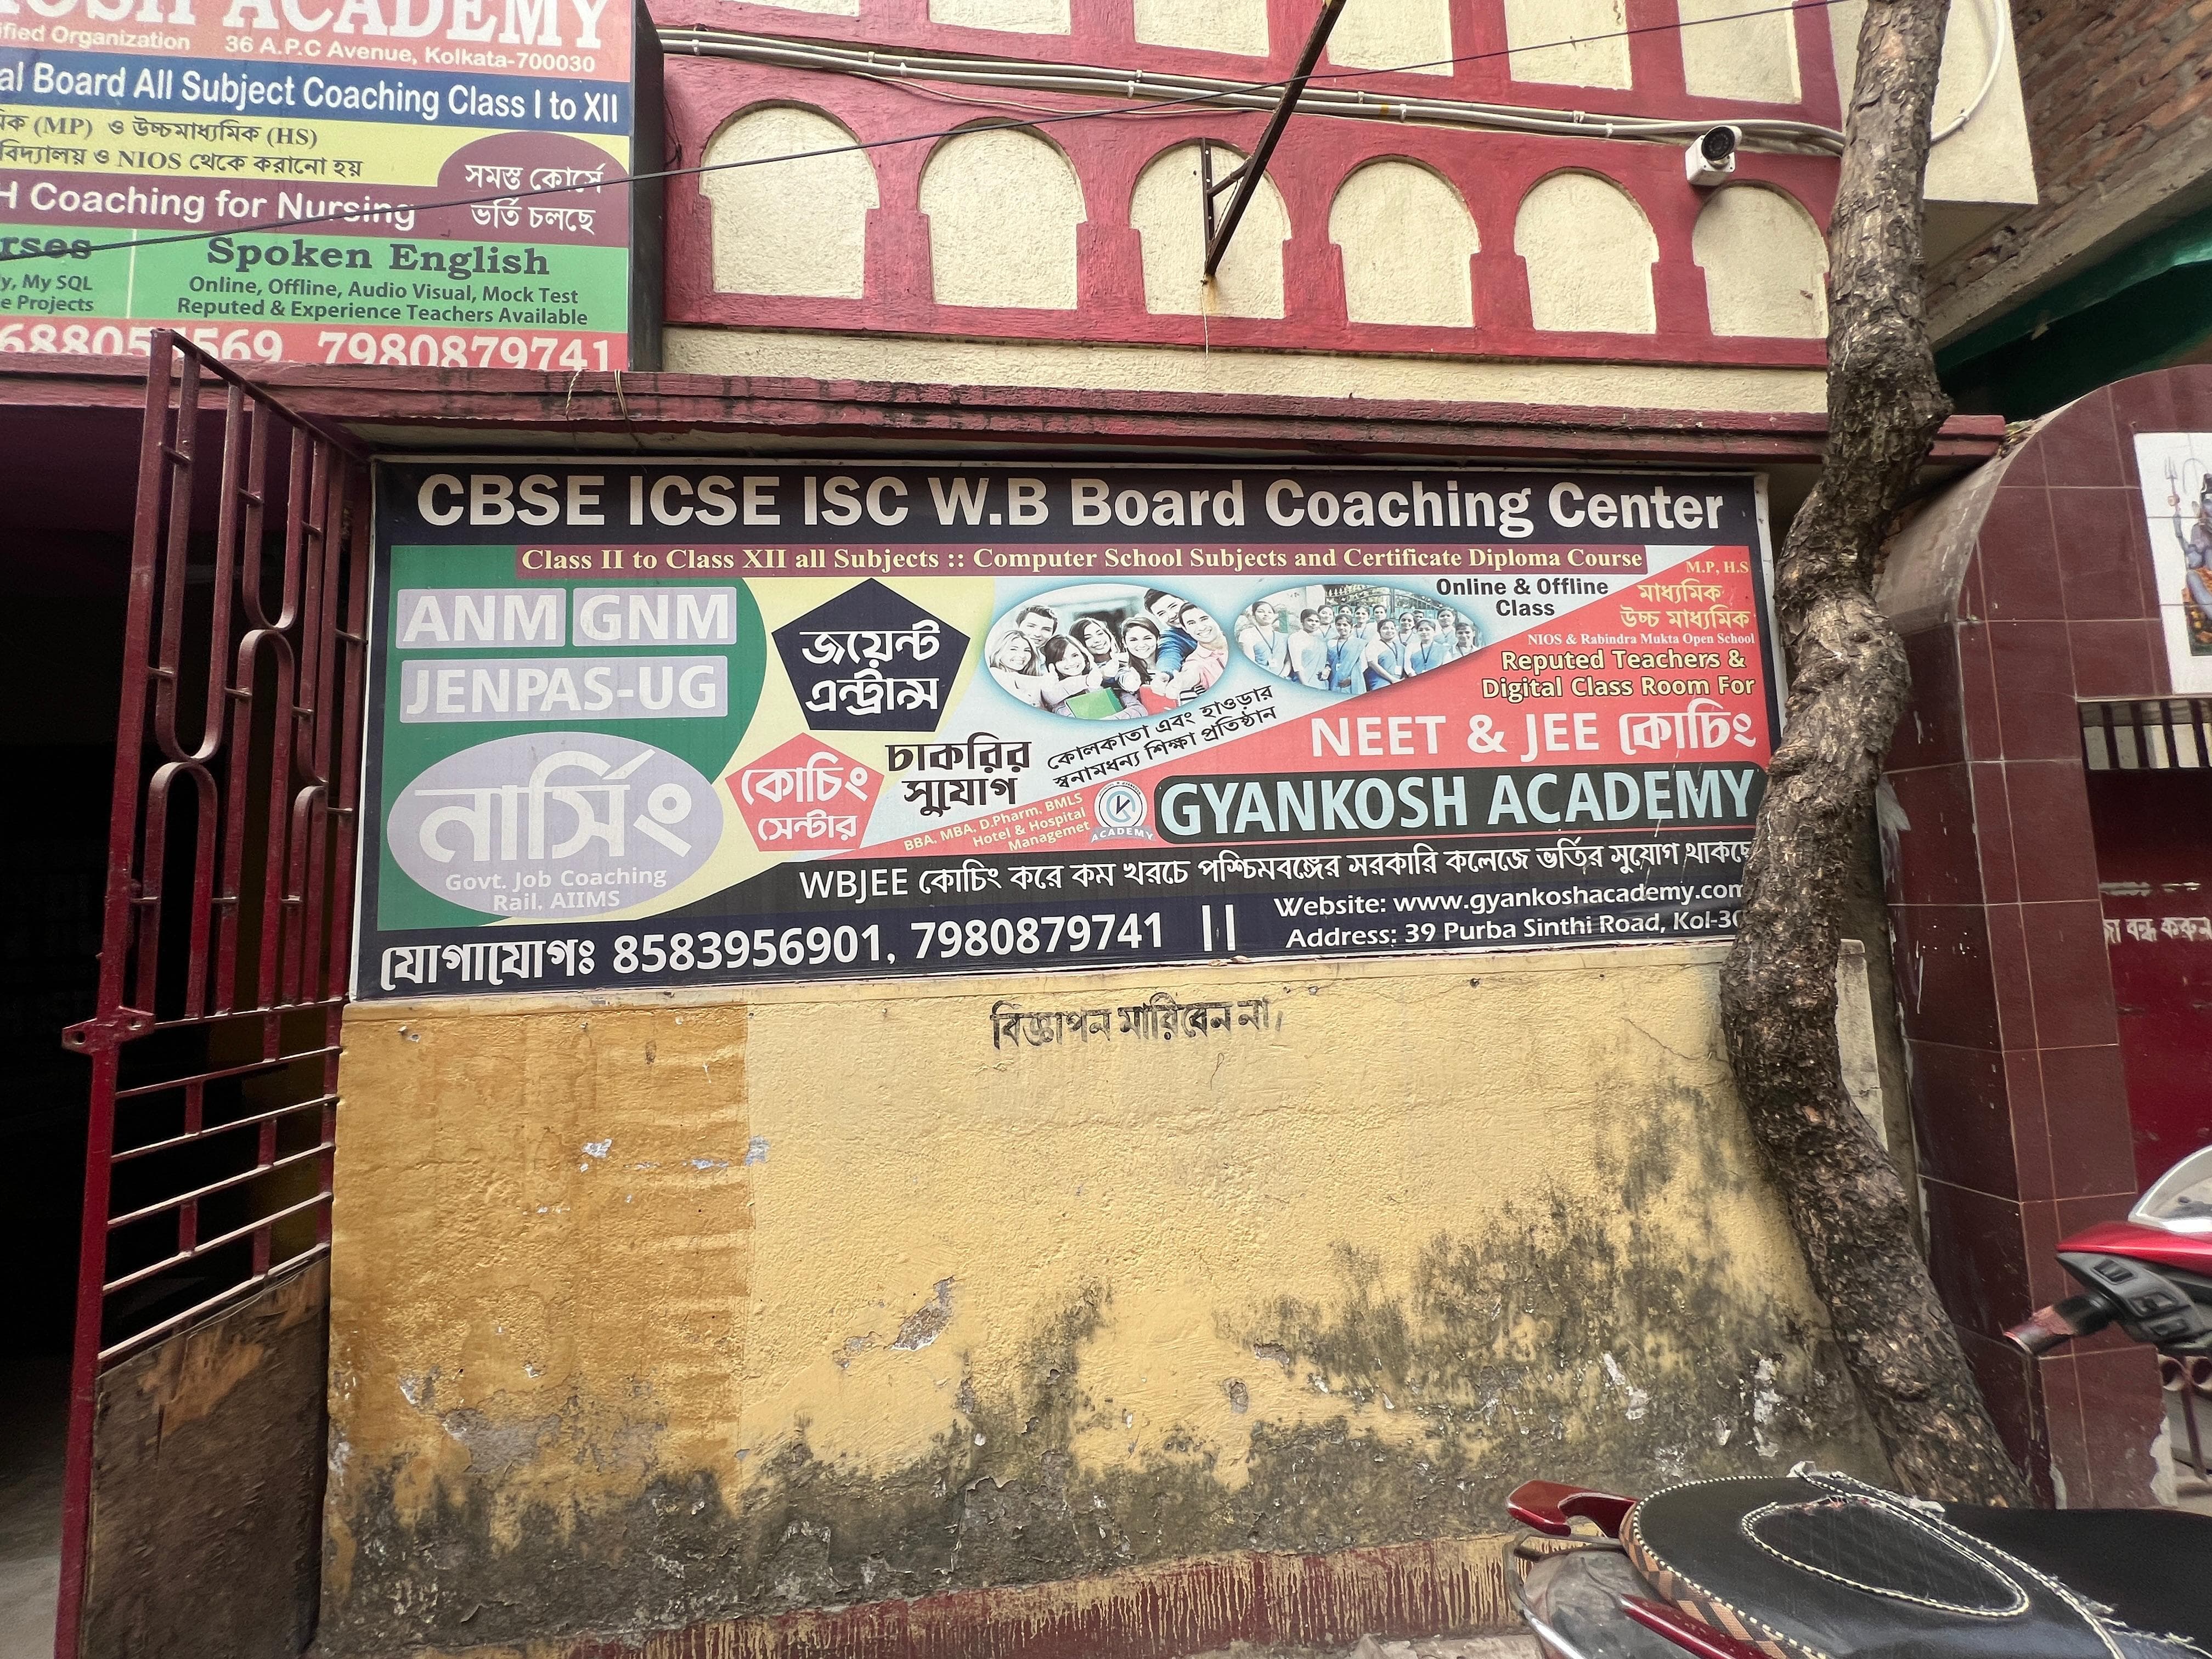 ACADEMY
Organization 36 A.P.C Avenue, Kolkata-700030
Board All Subject Coaching Class I to XII
(MP) ও উচ্চমাধ্যমিক (HS)
ও NIOS থেকে করানো হয়
সমস্ত কোর্সে
ভর্তি চলছে
Coaching for Nursing
Spoken English
My SQL
Online, Offline, Audio Visual, Mock Test
Projects
Reputed & Experience Teachers Available
7980879741
CBSE ICSE ISC W.B Board Coaching Center
Class II to Class XII all Subjects :: Computer School Subjects and Certificate Diploma Course
M.P, H.S
মাধ্যমিক
উচ্চ মাধ্যমিক
NIOS & Rabindra Mukta Open School
Online & Offline
Class
Reputed Teachers &
Digital Class Room For
NEET & JEE কোচিং
ANM GNM
JENPAS-UG
নার্সিং
Govt. Job Coaching
Rail, AIIMS
জয়েন্ট
এন্ট্রান্স
কোচিং
সেন্টার
চাকরির
সুযোগ
কোলকাতা এবং হাওড়ার
স্বনামধন্য শিক্ষা প্রতিষ্ঠান
BBA, MBA, D.Pharm. BMLS
Hotel & Hospital
Managemet
ACADEMY
GYANKOSH ACADEMY
WBJEE কোচিং করে কম খরচে পশ্চিমবঙ্গের সরকারি কলেজে ভর্তির সুযোগ থাকছে
যোগাযোগঃ 8583956901, 7980879741 ||
Website: www.gyankoshacademy.com
Address: 39 Purba Sinthi Road, Kol-30
বিজ্ঞাপন মারিবেন না।
বন্ধ করুন